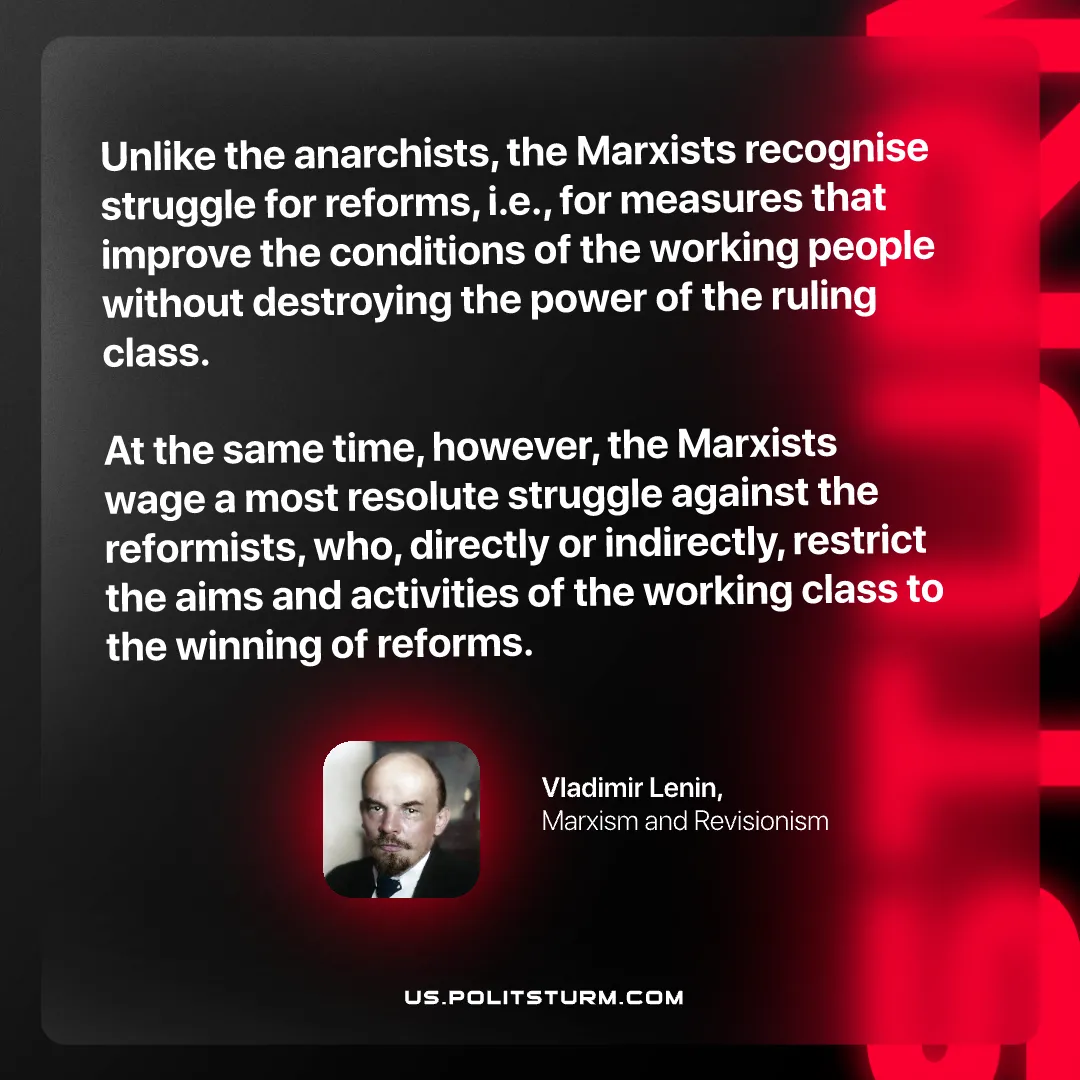 Unlike the anarchists, the Marxists recognise
struggle for reforms, i.e., for measures that
improve the conditions of the working people
without destroying the power of the ruling
class.
At the same time, however, the Marxists
wage a most resolute struggle against the
reformists, who, directly or indirectly, restrict
the aims and activities of the working class to
the winning of reforms.
Vladimir Lenin,
Marxism and Revisionism
US.POLITSTURM.COM